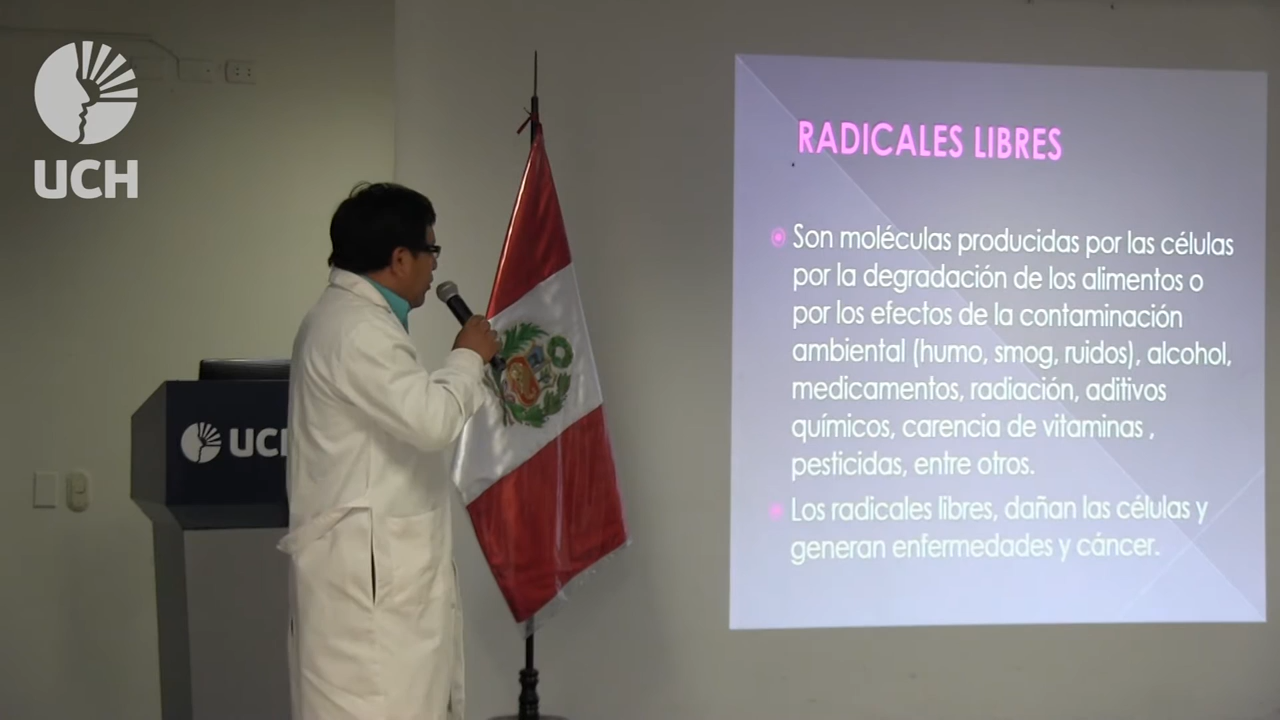 UCH
UCH
RADICALES LIBRES
Son moléculas producidas por las células
por la degradación de los alimentos o
por los efectos de la contaminación
ambiental (humo, smog, ruidos), alcohol,
medicamentos, radiación, aditivos
químicos, carencia de vitaminas ,
pesticidas, entre otros.
Los radicales libres, dañan las células y
generan enfermedades y cáncer.